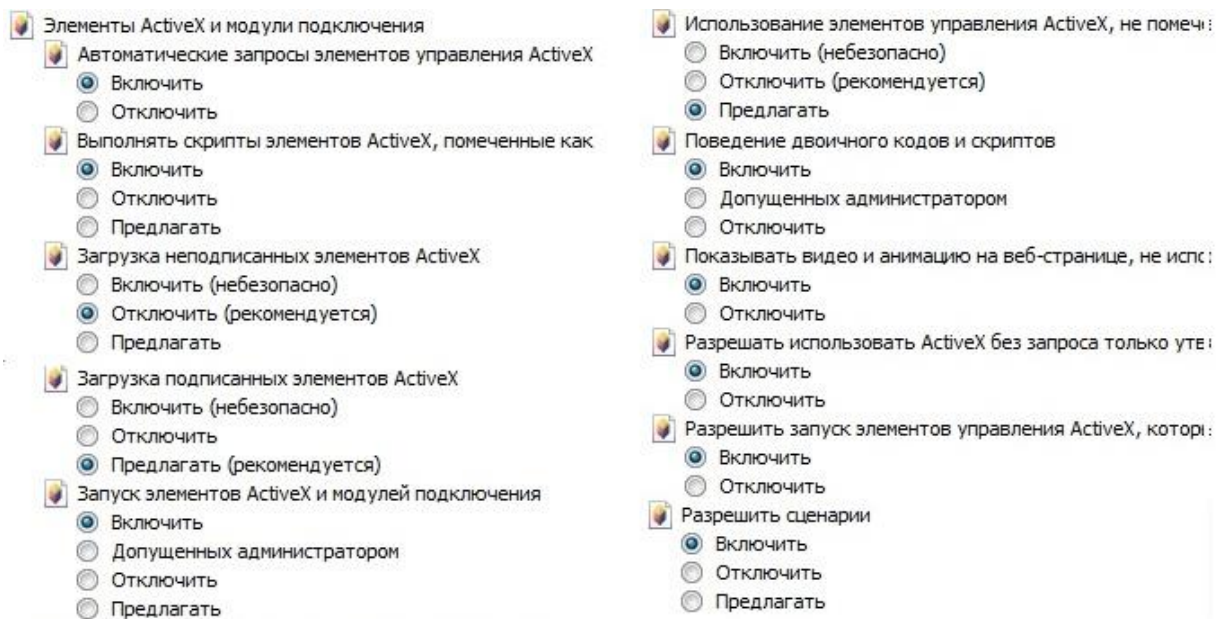 Элементы ActiveX и модули подключения
Автоматические запросы элементов управления ActiveX
Включить
Отключить
Выполнять скрипты элементов ActiveX, помеченные как
Включить
Отключить
Предлагать
Загрузка неподписанных элементов ActiveX
Включить (небезопасно)
Отключить (рекомендуется)
Предлагать
Загрузка подписанных элементов ActiveX
Включить (небезопасно)
Отключить
Предлагать (рекомендуется)
Запуск элементов ActiveX и модулей подключения
Включить
Допущенных администратором
Отключить
Предлагать
Использование элементов управления ActiveX, не
Включить (небезопасно)
Отключить (рекомендуется)
Предлагать
Поведение двоичного кодов и скриптов
Включить
Допущенных администратором
Отключить
Показывать видео и анимацию на веб-странице, не
Включить
Отключить
Разрешать использовать ActiveX без запроса только
Включить
Отключить
Разрешить запуск элементов управления ActiveX,
Включить
Отключить
Разрешить сценарии
Включить
Отключить
Предлагать